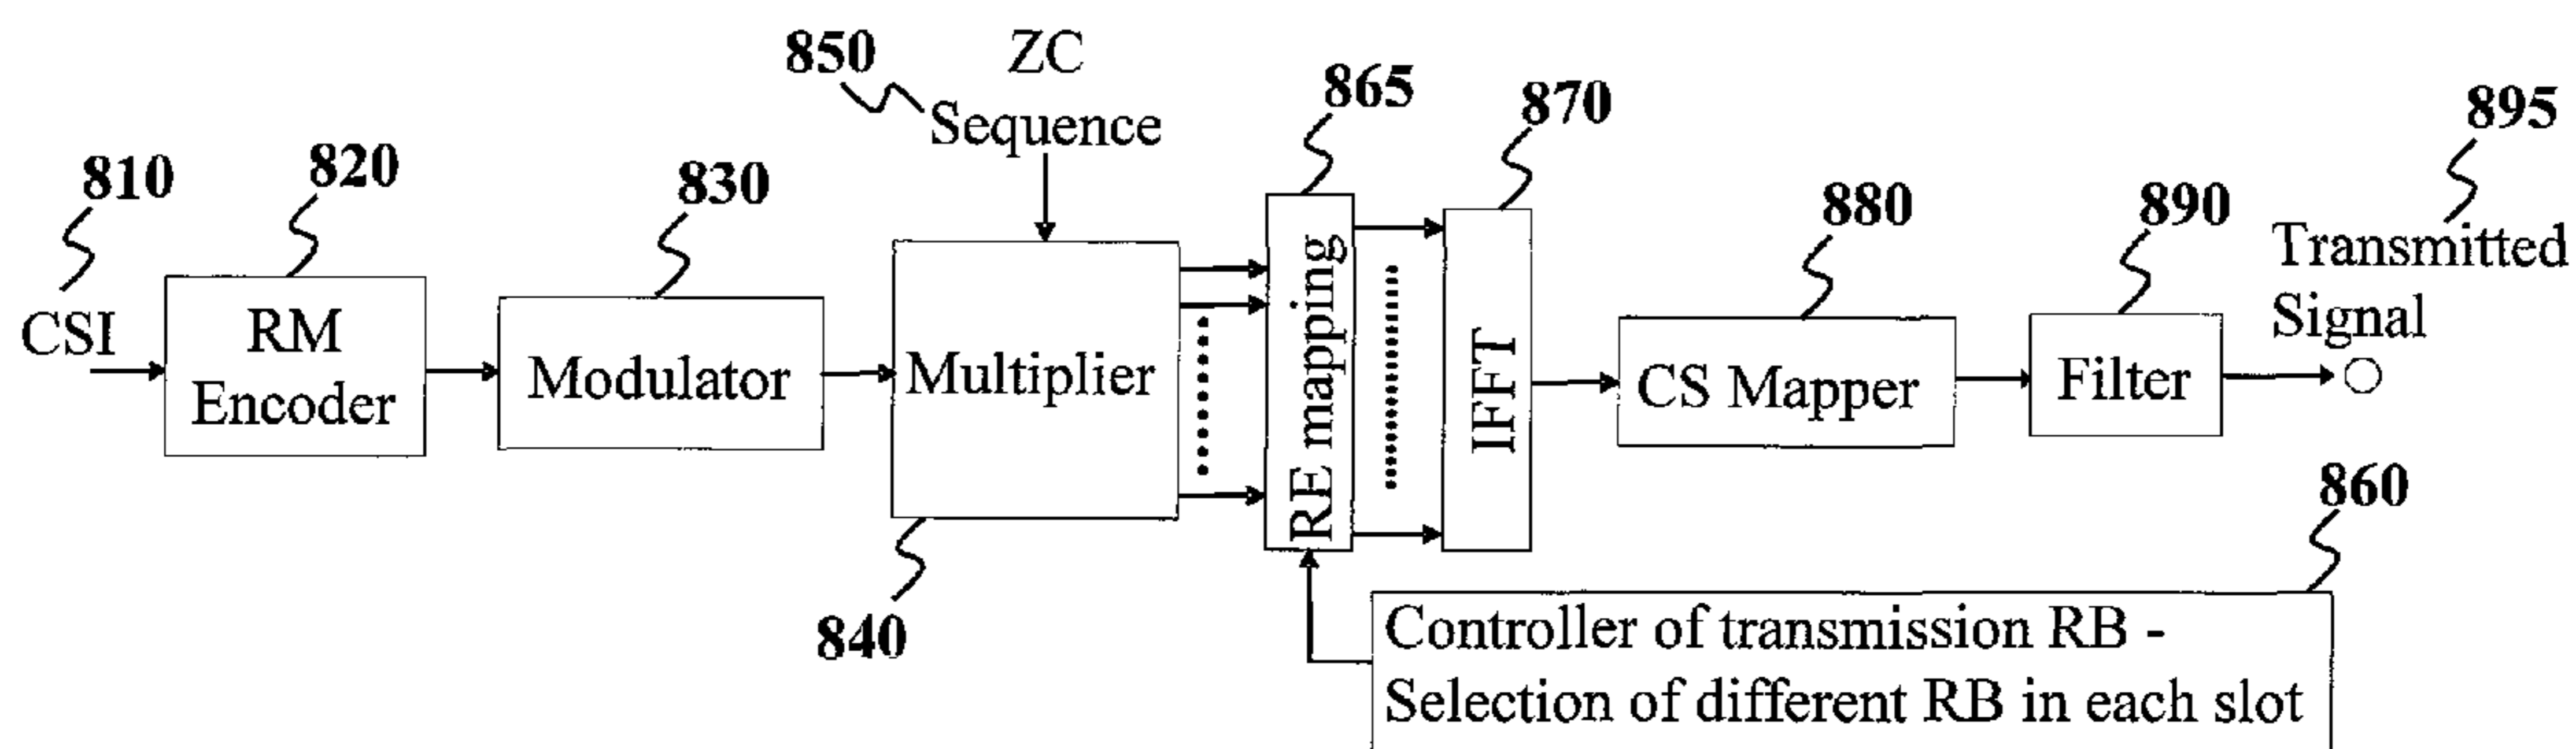 850
ZC
Sequence
865
870
895
810
820
830
880
890
Transmitted
Signal
CSI
RM
Encoder
Modulator
Multiplier
RE mapping
IFFT
CS Mapper
Filter
840
860
Controller of transmission RB -
Selection of different RB in each slot